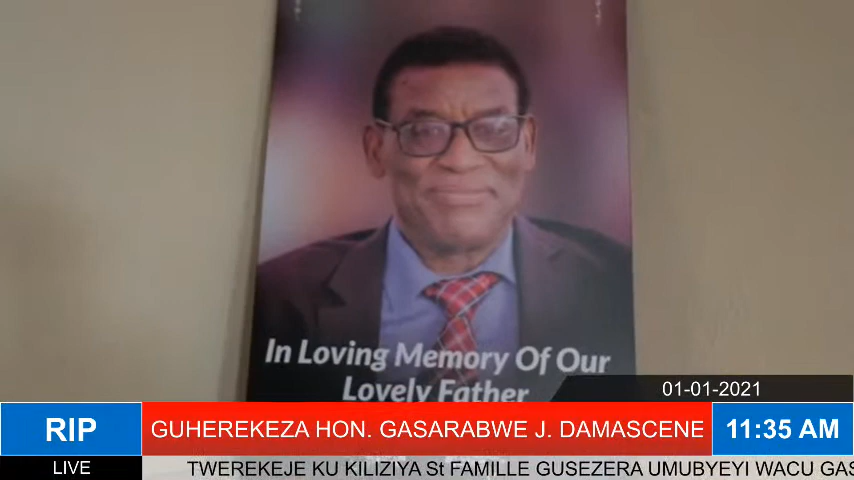 In Loving Memory Of Our
Lovely Father
01-01-2021
RIP
GUHEREKEZA HON. GASARABWE J. DAMASCENE
11:35 AM
LIVE
TWEREKEJE KU KILIZIYA St FAMILLE GUSEZERA UMUBYEYI WACU GAS